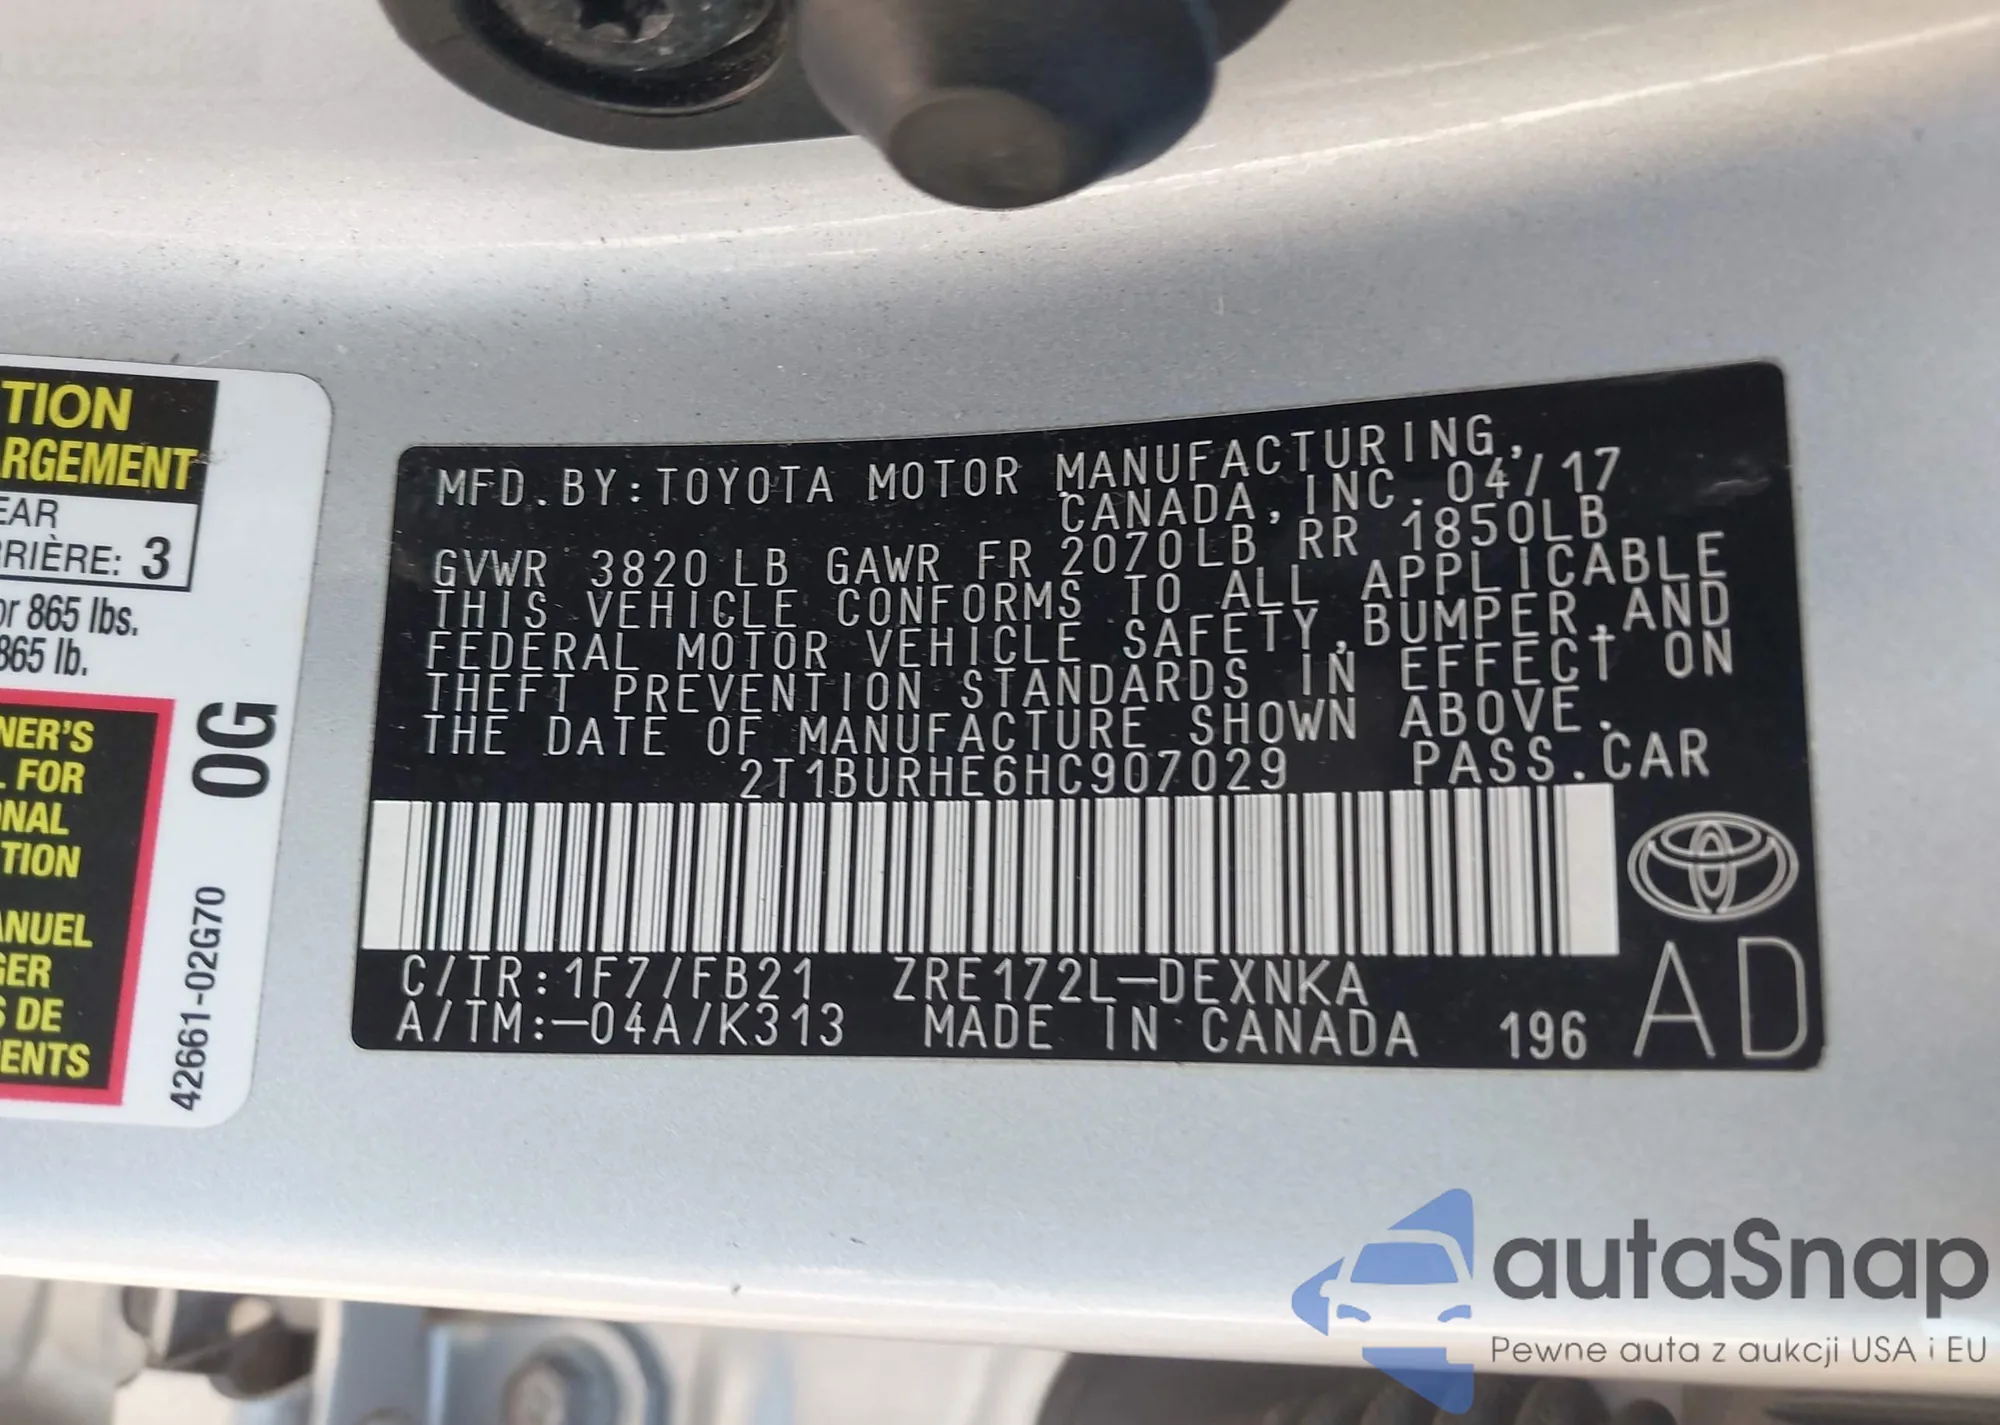 TION
RGEMENT
EAR
RRIÈRE: 3
or 865 lbs.
865 lb.
NER'S
L FOR
ONAL
TION
ANUEL
GER
S DE
MENTS
0G
42661-02G70
MFD.BY:TOYOTA MOTOR MANUFACTURING,
CANADA,INC.04/17
GVWR 3820LB GAWR FR 2070LB RR 1850LB
THIS VEHICLE CONFORMS TO ALL APPLICABLE
FEDERAL MOTOR VEHICLE SAFETY,BUMPER,AND
THEFT PREVENTION STANDARDS IN EFFECT ON
THE DATE OF MANUFACTURE SHOWN ABOVE.
2T1BURHE6HC907029 PASS.CAR
C/TR:1F7/FB21 ZRE172L-DEXNKA
A/TM:-04A/K313 MADE IN CANADA 196
AD
autaSnap
Pewne auta z aukcji USA i EU